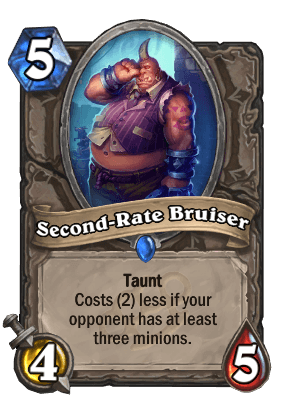 5
Second-Rate Bruiser
Taunt
Costs (2) less if your
opponent has at least
three minions.
4
5